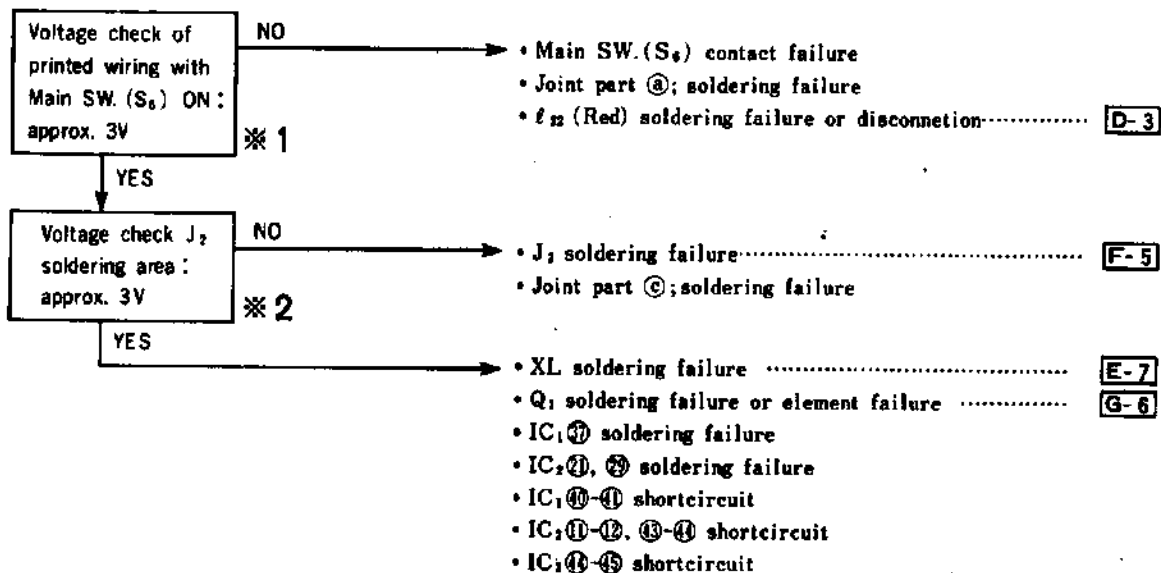 Voltage check of
printed wiring with
Main SW. (S₆) ON :
approx. 3V
※1
NO
• Main SW. (S₆) contact failure
• Joint part ⓐ; soldering failure
• ℓ₃₂ (Red) soldering failure or disconnetion D-3
YES
Voltage check J₂
soldering area :
approx. 3V
※2
NO
• J₂ soldering failure F-5
• Joint part ⓒ; soldering failure
YES
• XL soldering failure E-7
• Q₁ soldering failure or element failure G-6
• IC₁㊲ soldering failure
• IC₂㉑, ㉙ soldering failure
• IC₁㊵-㊶ shortcircuit
• IC₂⑪-⑫, ㊸-㊹ shortcircuit
• IC₃㊹-㊺ shortcircuit